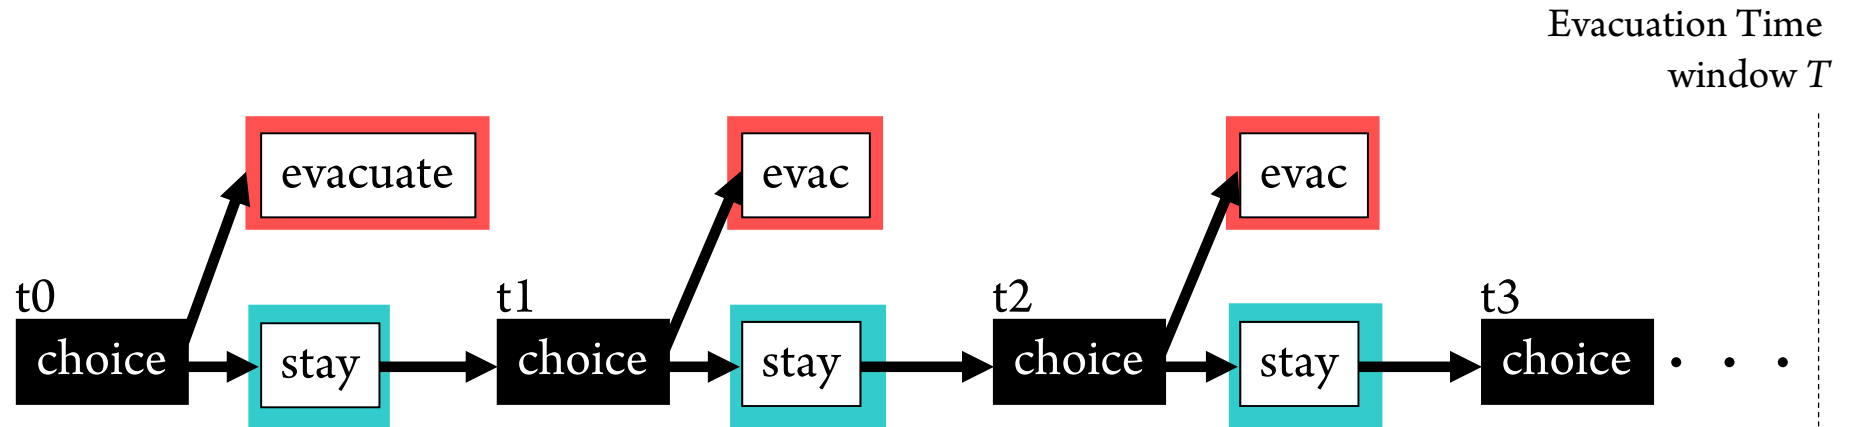 Evacuation Time
window T
evacuate
evac
evac
t0
t1
t2
t3
choice
stay
choice
stay
choice
stay
choice
. . .